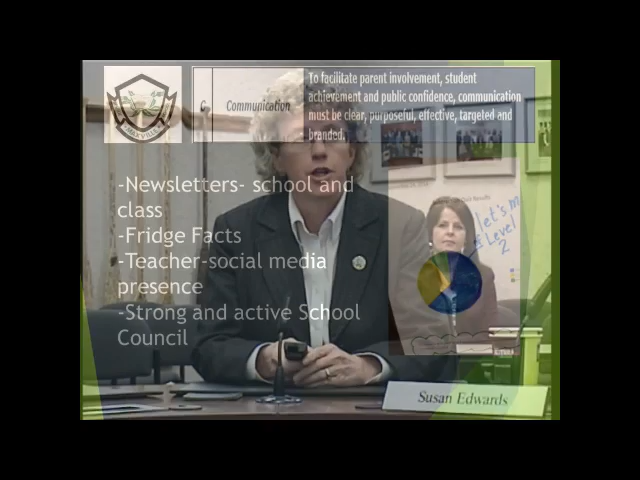 C
Communication
To facilitate parent involvement, student
achievement and public confidence, communication
must be clear, purposeful, effective, targeted and
branded.
-Newsletters- school and
class
-Fridge Facts
-Teacher-social media
presence
-Strong and active School
Council
let's m
Level
2
Susan Edwards